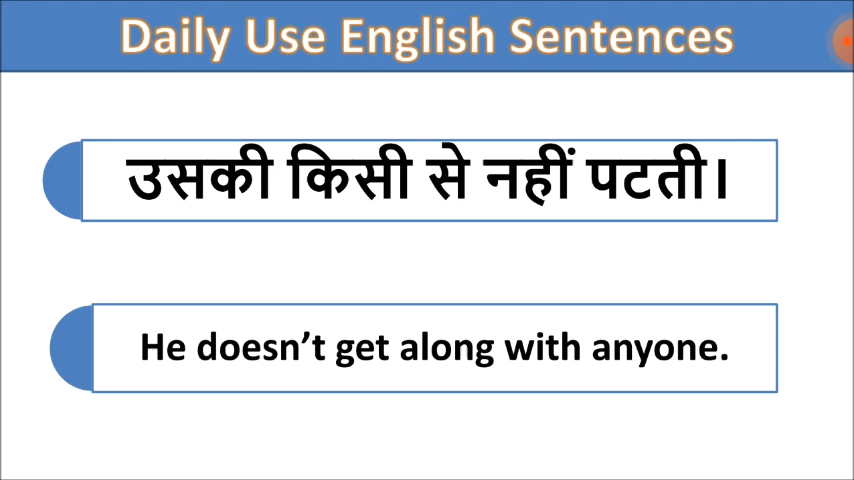 Daily Use English Sentences
उसकी किसी से नहीं पटती।
He doesn’t get along with anyone.